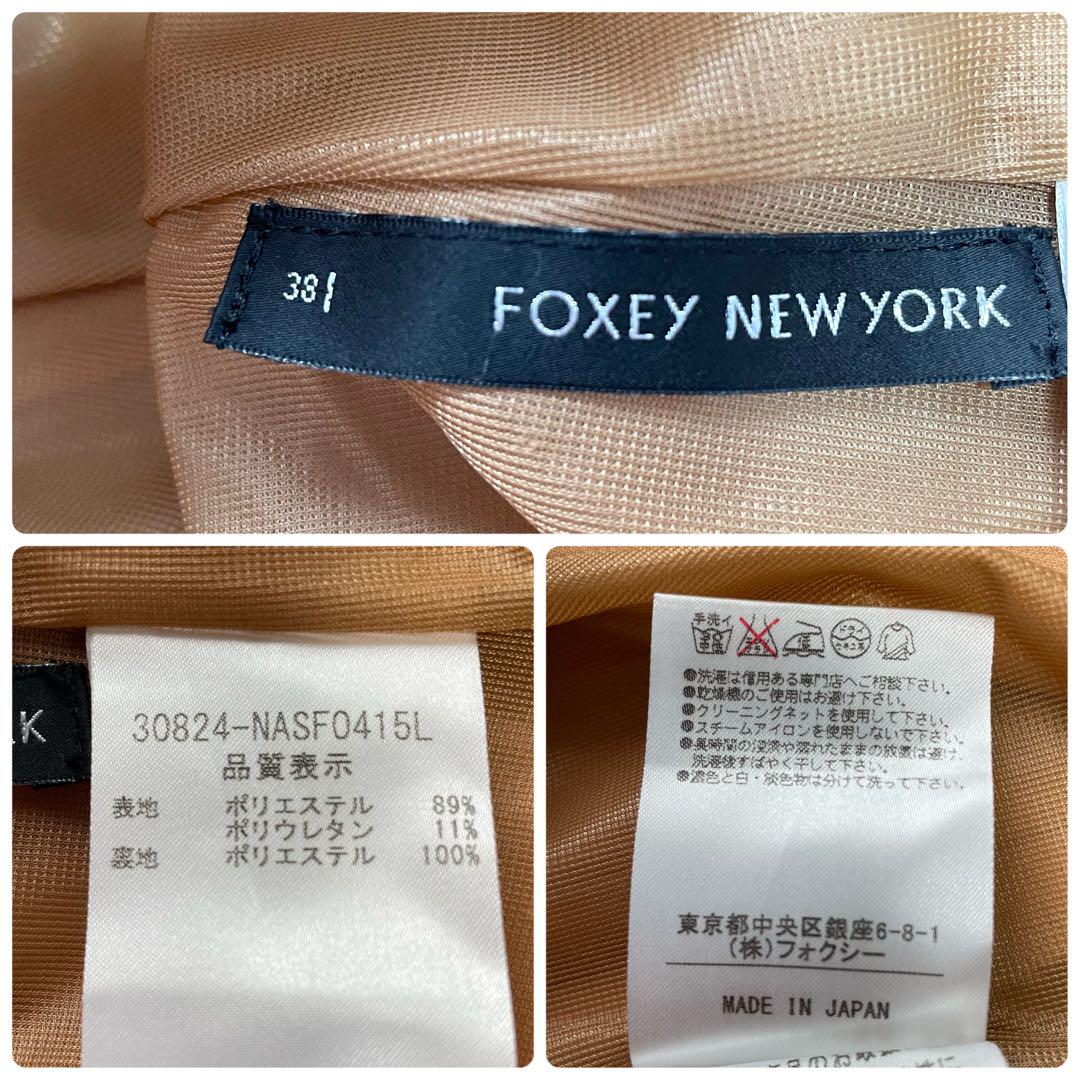 38
FOXEY NEW YORK
K
30824-NASF0415L
品質表示
表地 ポリエステル 89%
ポリウレタン 11%
裏地 ポリエステル 100%
手洗イ
中性
低
ドライ
セキユ系
●洗濯は信用ある専門店へご相談下さい。
●乾燥機のご使用はお避け下さい。
●クリーニングネットを使用して下さい。
●スチームアイロンを使用しないで下さい。
●長時間の浸漬や濡れたままの放置は避け、
洗濯後すばやく干して下さい。
●濃色と白・淡色物は分けて洗って下さい。
東京都中央区銀座6-8-1
(株)フォクシー
MADE IN JAPAN